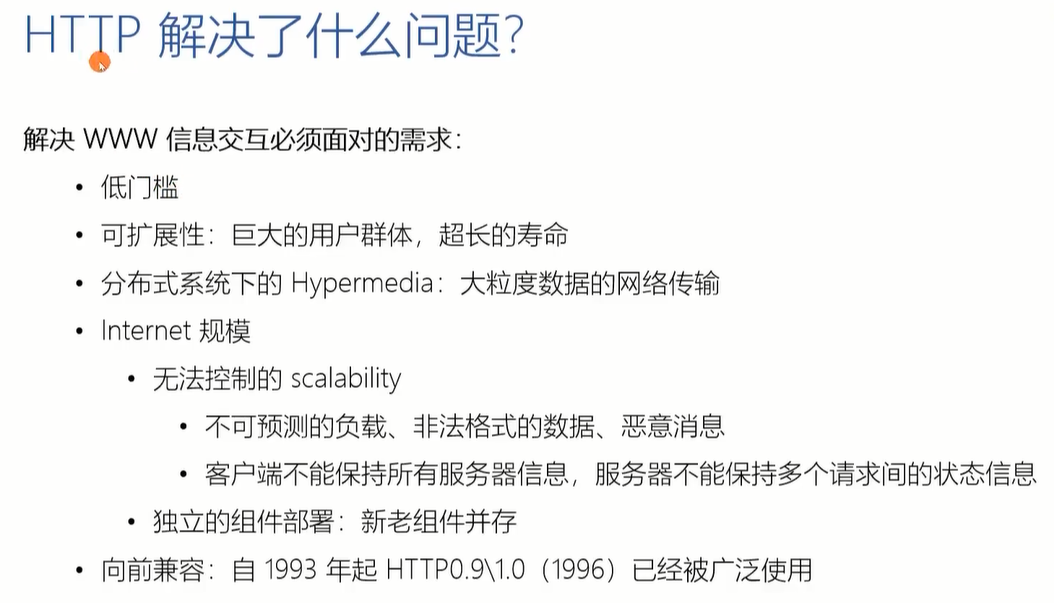 HTTP 解决了什么问题？
解决 WWW 信息交互必须面对的需求：
• 低门槛
• 可扩展性：巨大的用户群体，超长的寿命
• 分布式系统下的 Hypermedia：大粒度数据的网络传输
• Internet 规模
• 无法控制的 scalability
• 不可预测的负载、非法格式的数据、恶意消息
• 客户端不能保持所有服务器信息，服务器不能保持多个请求间的状态信息
• 独立的组件部署：新老组件并存
• 向前兼容：自 1993 年起 HTTP0.9\1.0（1996）已经被广泛使用